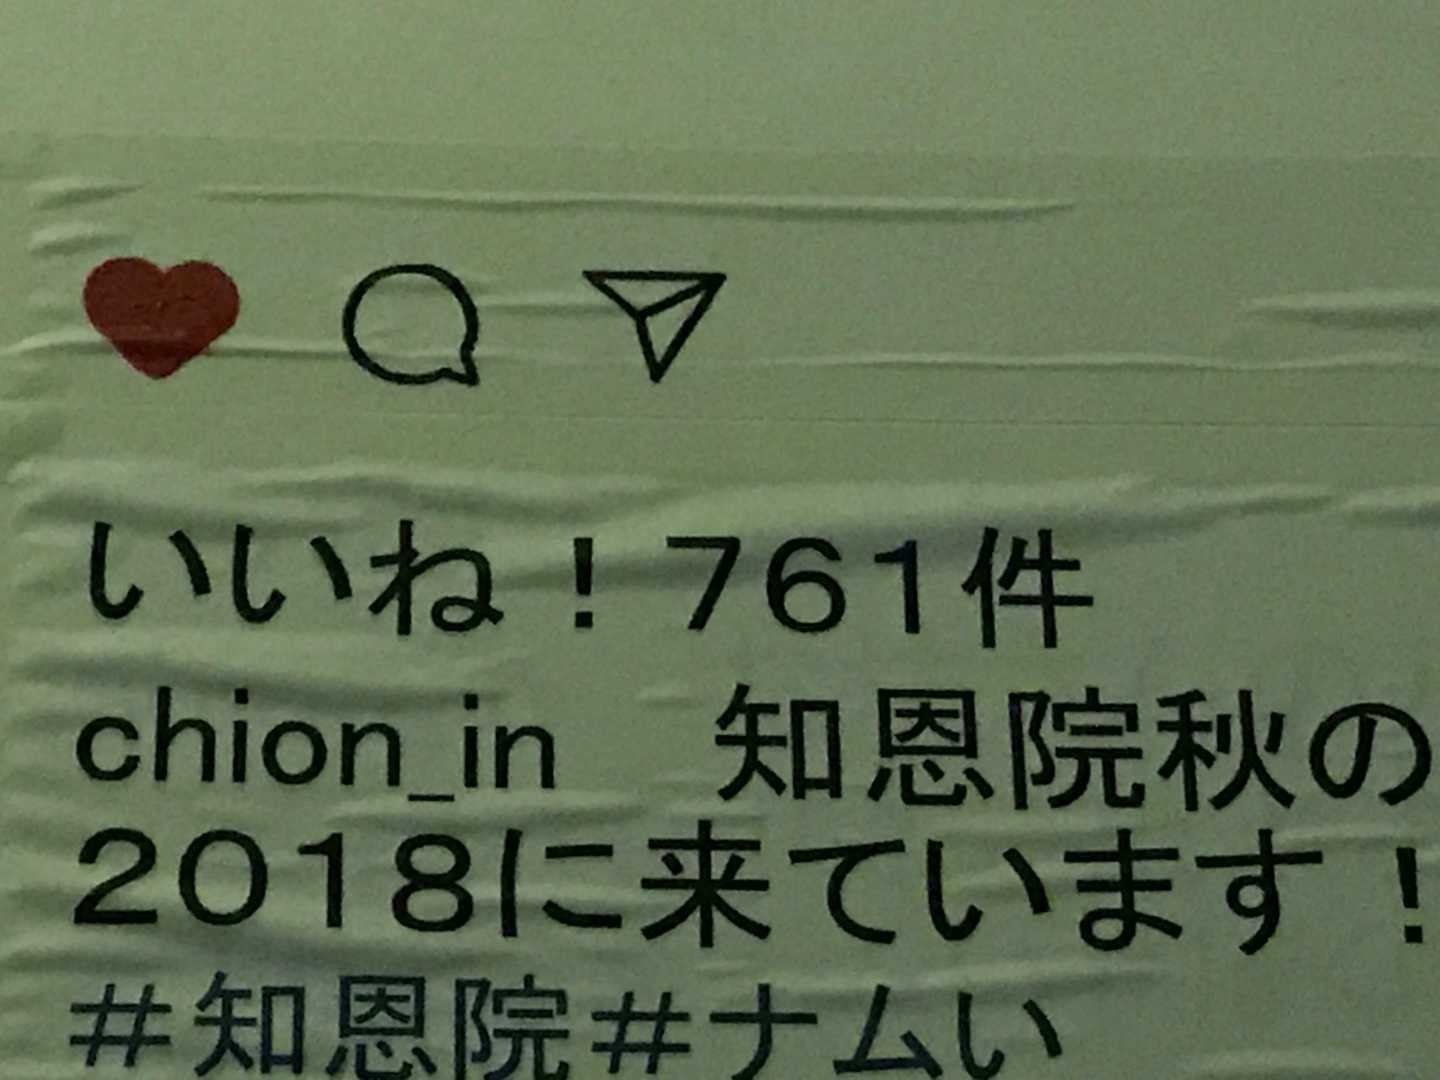 いいね！761件
chion_in　知恩院秋の
2018に来ています！
#知恩院#ナムい